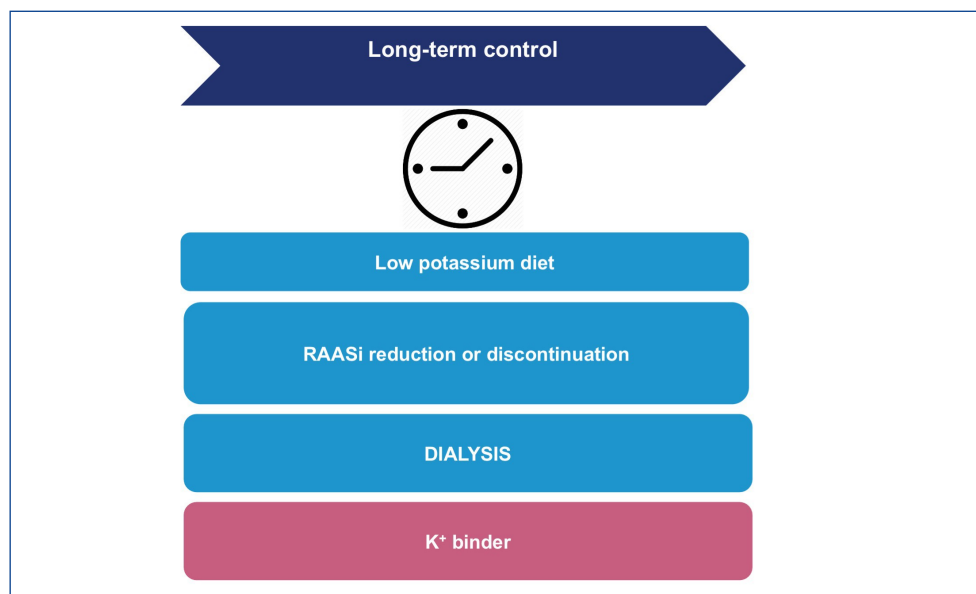 Long-term control
Low potassium diet
RAASi reduction or discontinuation
DIALYSIS
K⁺ binder